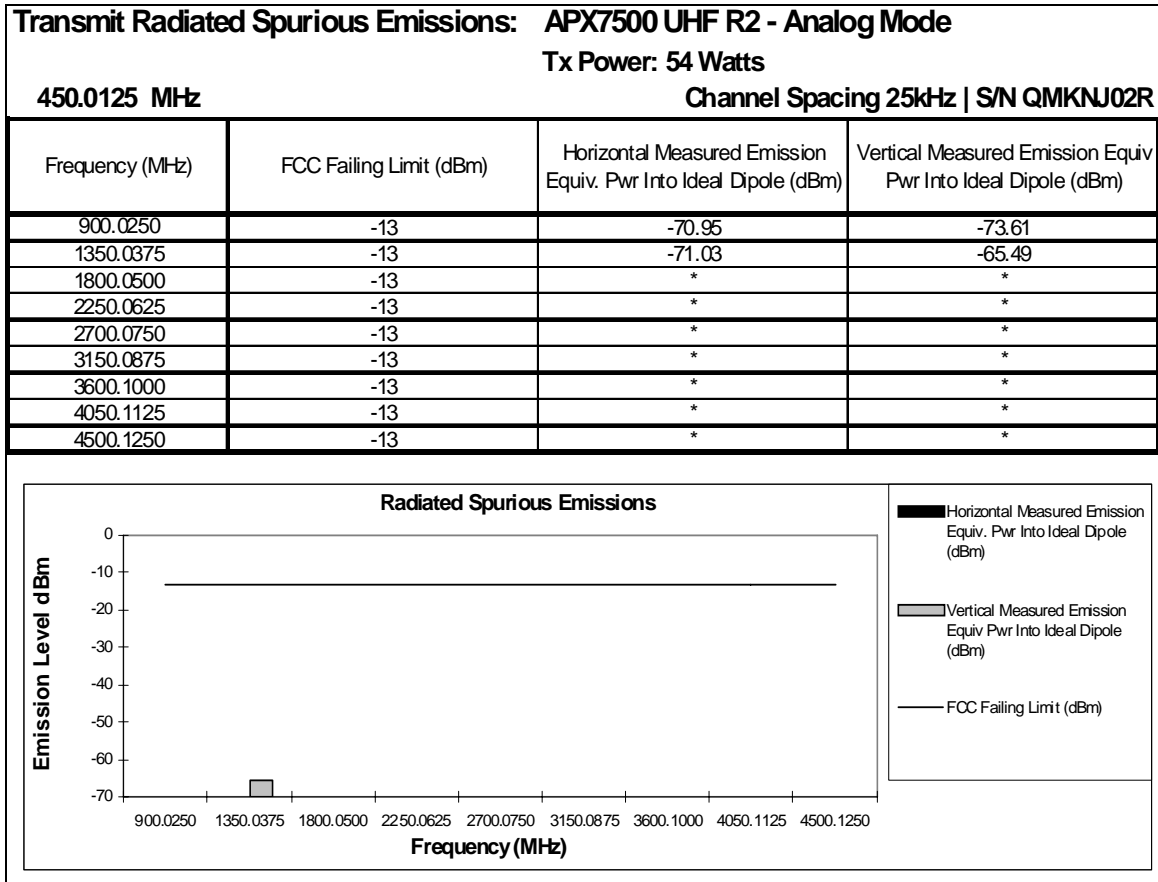 Transmit Radiated Spurious Emissions: APX7500 UHF R2 - Analog Mode
Tx Power: 54 Watts
450.0125 MHz Channel Spacing 25kHz | S/N QMKNJ02R
Frequency (MHz) FCC Failing Limit (dBm) Horizontal Measured Emission Equiv. Pwr Into Ideal Dipole (dBm) Vertical Measured Emission Equiv Pwr Into Ideal Dipole (dBm)
900.0250 -13 -70.95 -73.61
1350.0375 -13 -71.03 -65.49
1800.0500 -13 * *
2250.0625 -13 * *
2700.0750 -13 * *
3150.0875 -13 * *
3600.1000 -13 * *
4050.1125 -13 * *
4500.1250 -13 * *
Radiated Spurious Emissions
Emission Level dBm
0
-10
-20
-30
-40
-50
-60
-70
900.0250 1350.0375 1800.0500 2250.0625 2700.0750 3150.0875 3600.1000 4050.1125 4500.1250
Frequency (MHz)
Horizontal Measured Emission
Equiv. Pwr Into Ideal Dipole
(dBm)
Vertical Measured Emission
Equiv Pwr Into Ideal Dipole
(dBm)
FCC Failing Limit (dBm)